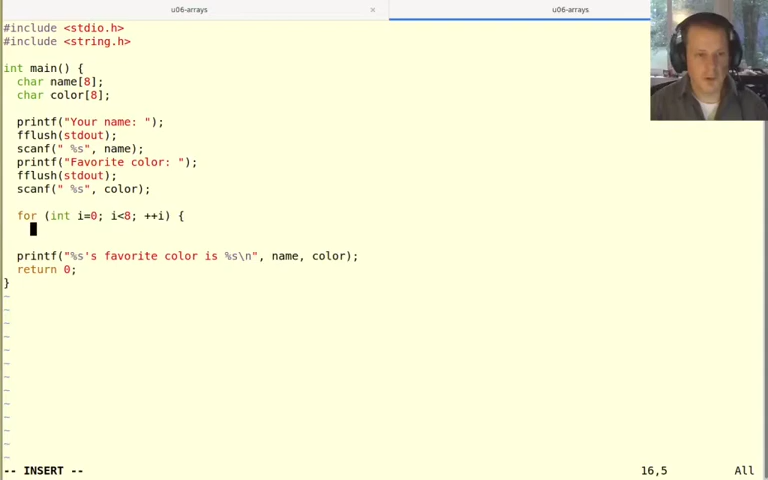 u06-arrays × u06-arrays
#include <stdio.h>
#include <string.h>
int main() {
char name[8];
char color[8];
printf("Your name: ");
fflush(stdout);
scanf(" %s", name);
printf("Favorite color: ");
fflush(stdout);
scanf(" %s", color);
for (int i=0; i<8; ++i) {
printf("%s's favorite color is %s\n", name, color);
return 0;
}
~
~
~
~
~
~
~
~
~
~
~
~
~
-- INSERT -- 16,5 All